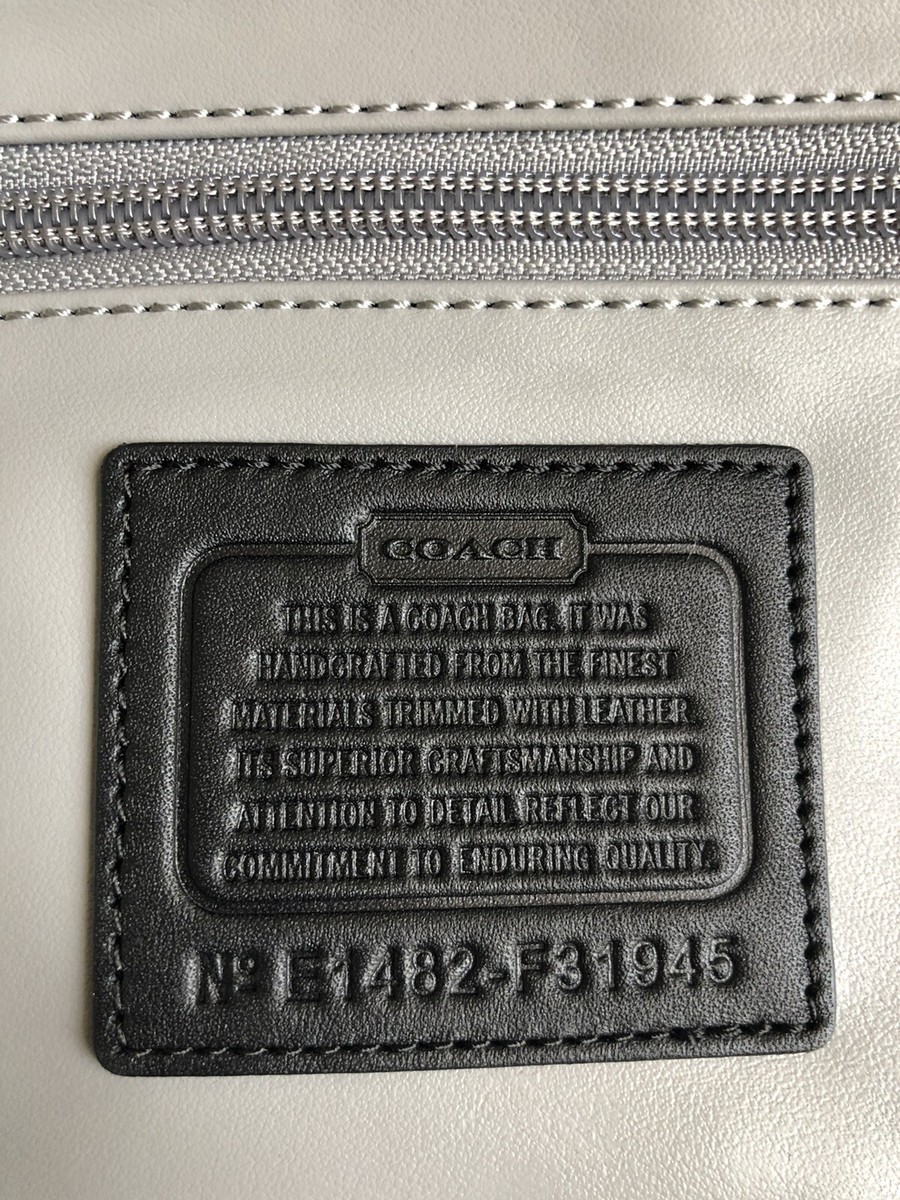 COACH
THIS IS A COACH BAG. IT WAS
HANDCRAFTED FROM THE FINEST
MATERIALS TRIMMED WITH LEATHER.
ITS SUPERIOR CRAFTSMANSHIP AND
ATTENTION TO DETAIL REFLECT OUR
COMMITMENT TO ENDURING QUALITY.
Nº E1482-F31945